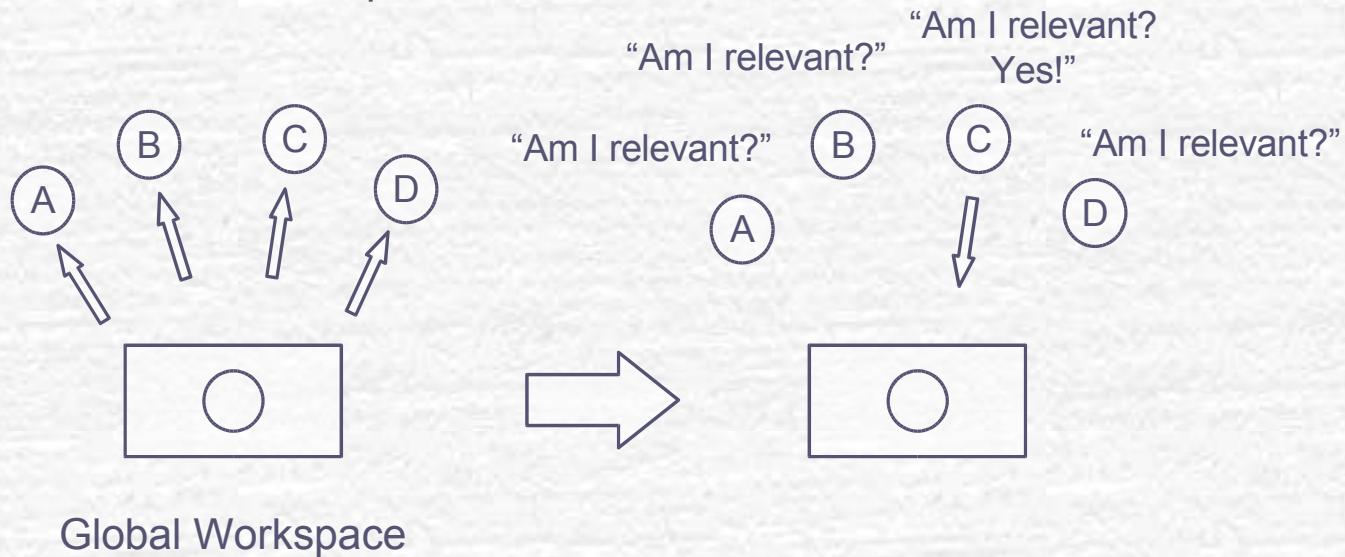 “Am I relevant?
Yes!”
“Am I relevant?”
“Am I relevant?”
“Am I relevant?”
A
B
C
D
A
B
C
D
Global Workspace